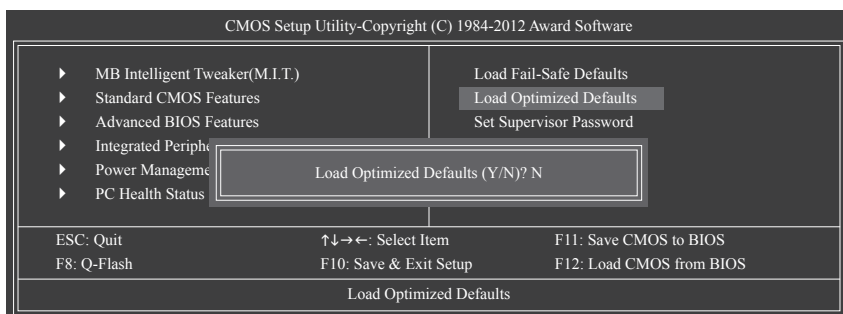 CMOS Setup Utility-Copyright (C) 1984-2012 Award Software
MB Intelligent Tweaker(M.I.T.)
Standard CMOS Features
Advanced BIOS Features
Integrated Periphe
Power Manageme
PC Health Status
Load Fail-Safe Defaults
Load Optimized Defaults
Set Supervisor Password
Load Optimized Defaults (Y/N)? N
ESC: Quit ↑↓→←: Select Item F11: Save CMOS to BIOS
F8: Q-Flash F10: Save & Exit Setup F12: Load CMOS from BIOS
Load Optimized Defaults